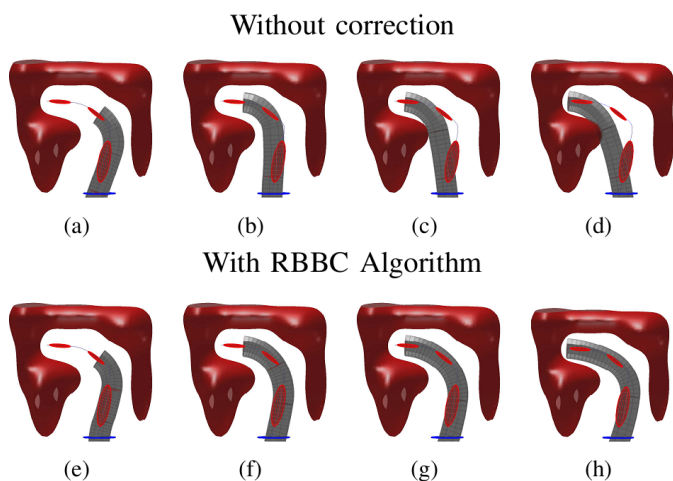 Without correction
(a) (b) (c) (d)
With RBBC Algorithm
(e) (f) (g) (h)